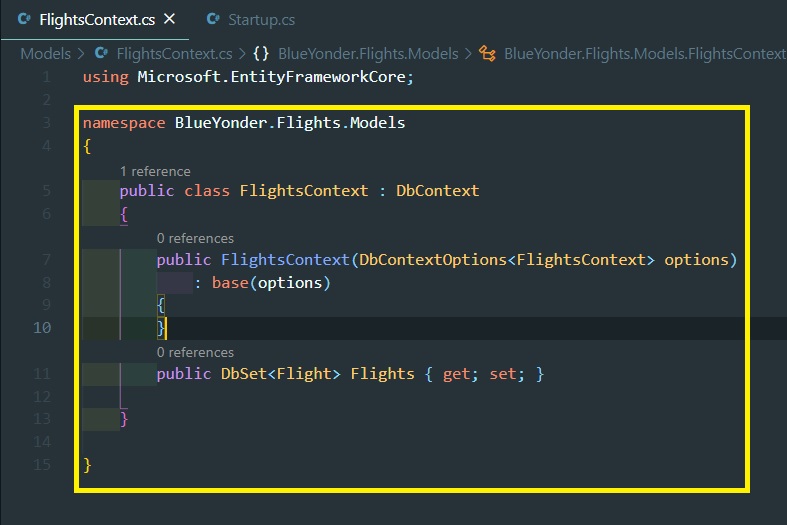 FlightsContext.cs
Startup.cs
Models > FlightsContext.cs > {} BlueYonder.Flights.Models > BlueYonder.Flights.Models.FlightsContext
1 using Microsoft.EntityFrameworkCore;
2
3 namespace BlueYonder.Flights.Models
4 {
1 reference
5 public class FlightsContext : DbContext
6 {
0 references
7 public FlightsContext(DbContextOptions<FlightsContext> options)
8 : base(options)
9 {
10 }
0 references
11 public DbSet<Flight> Flights { get; set; }
12
13 }
14
15 }